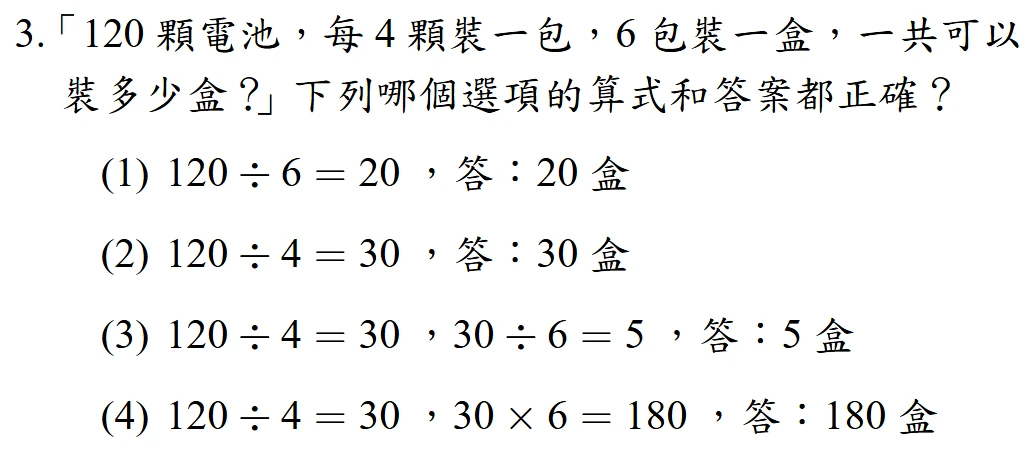 3.「120 顆電池，每 4 顆裝一包，6 包裝一盒，一共可以
裝多少盒？」下列哪個選項的算式和答案都正確？
(1) 120 ÷ 6 = 20 ，答：20 盒
(2) 120 ÷ 4 = 30 ，答：30 盒
(3) 120 ÷ 4 = 30 ，30 ÷ 6 = 5 ，答：5 盒
(4) 120 ÷ 4 = 30 ，30 × 6 = 180 ，答：180 盒